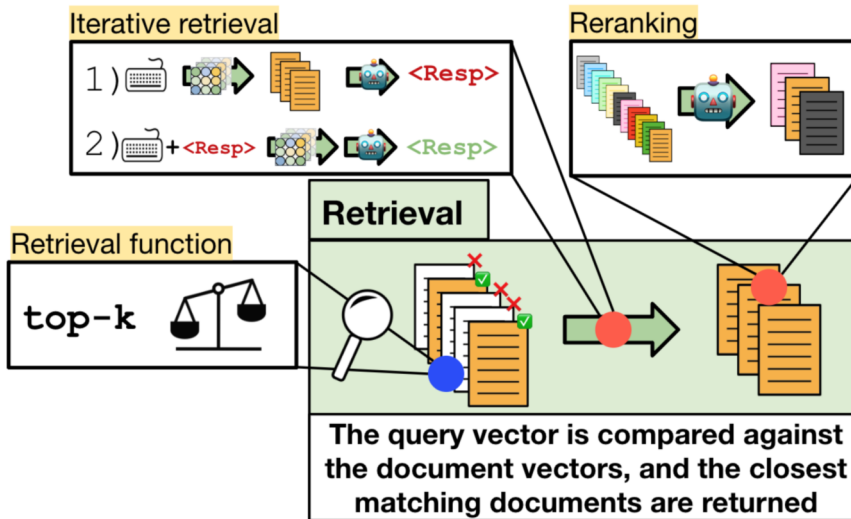 Iterative retrieval
1) <Resp>
2) +<Resp> <Resp>
Reranking
Retrieval
Retrieval function
top-k
The query vector is compared against
the document vectors, and the closest
matching documents are returned